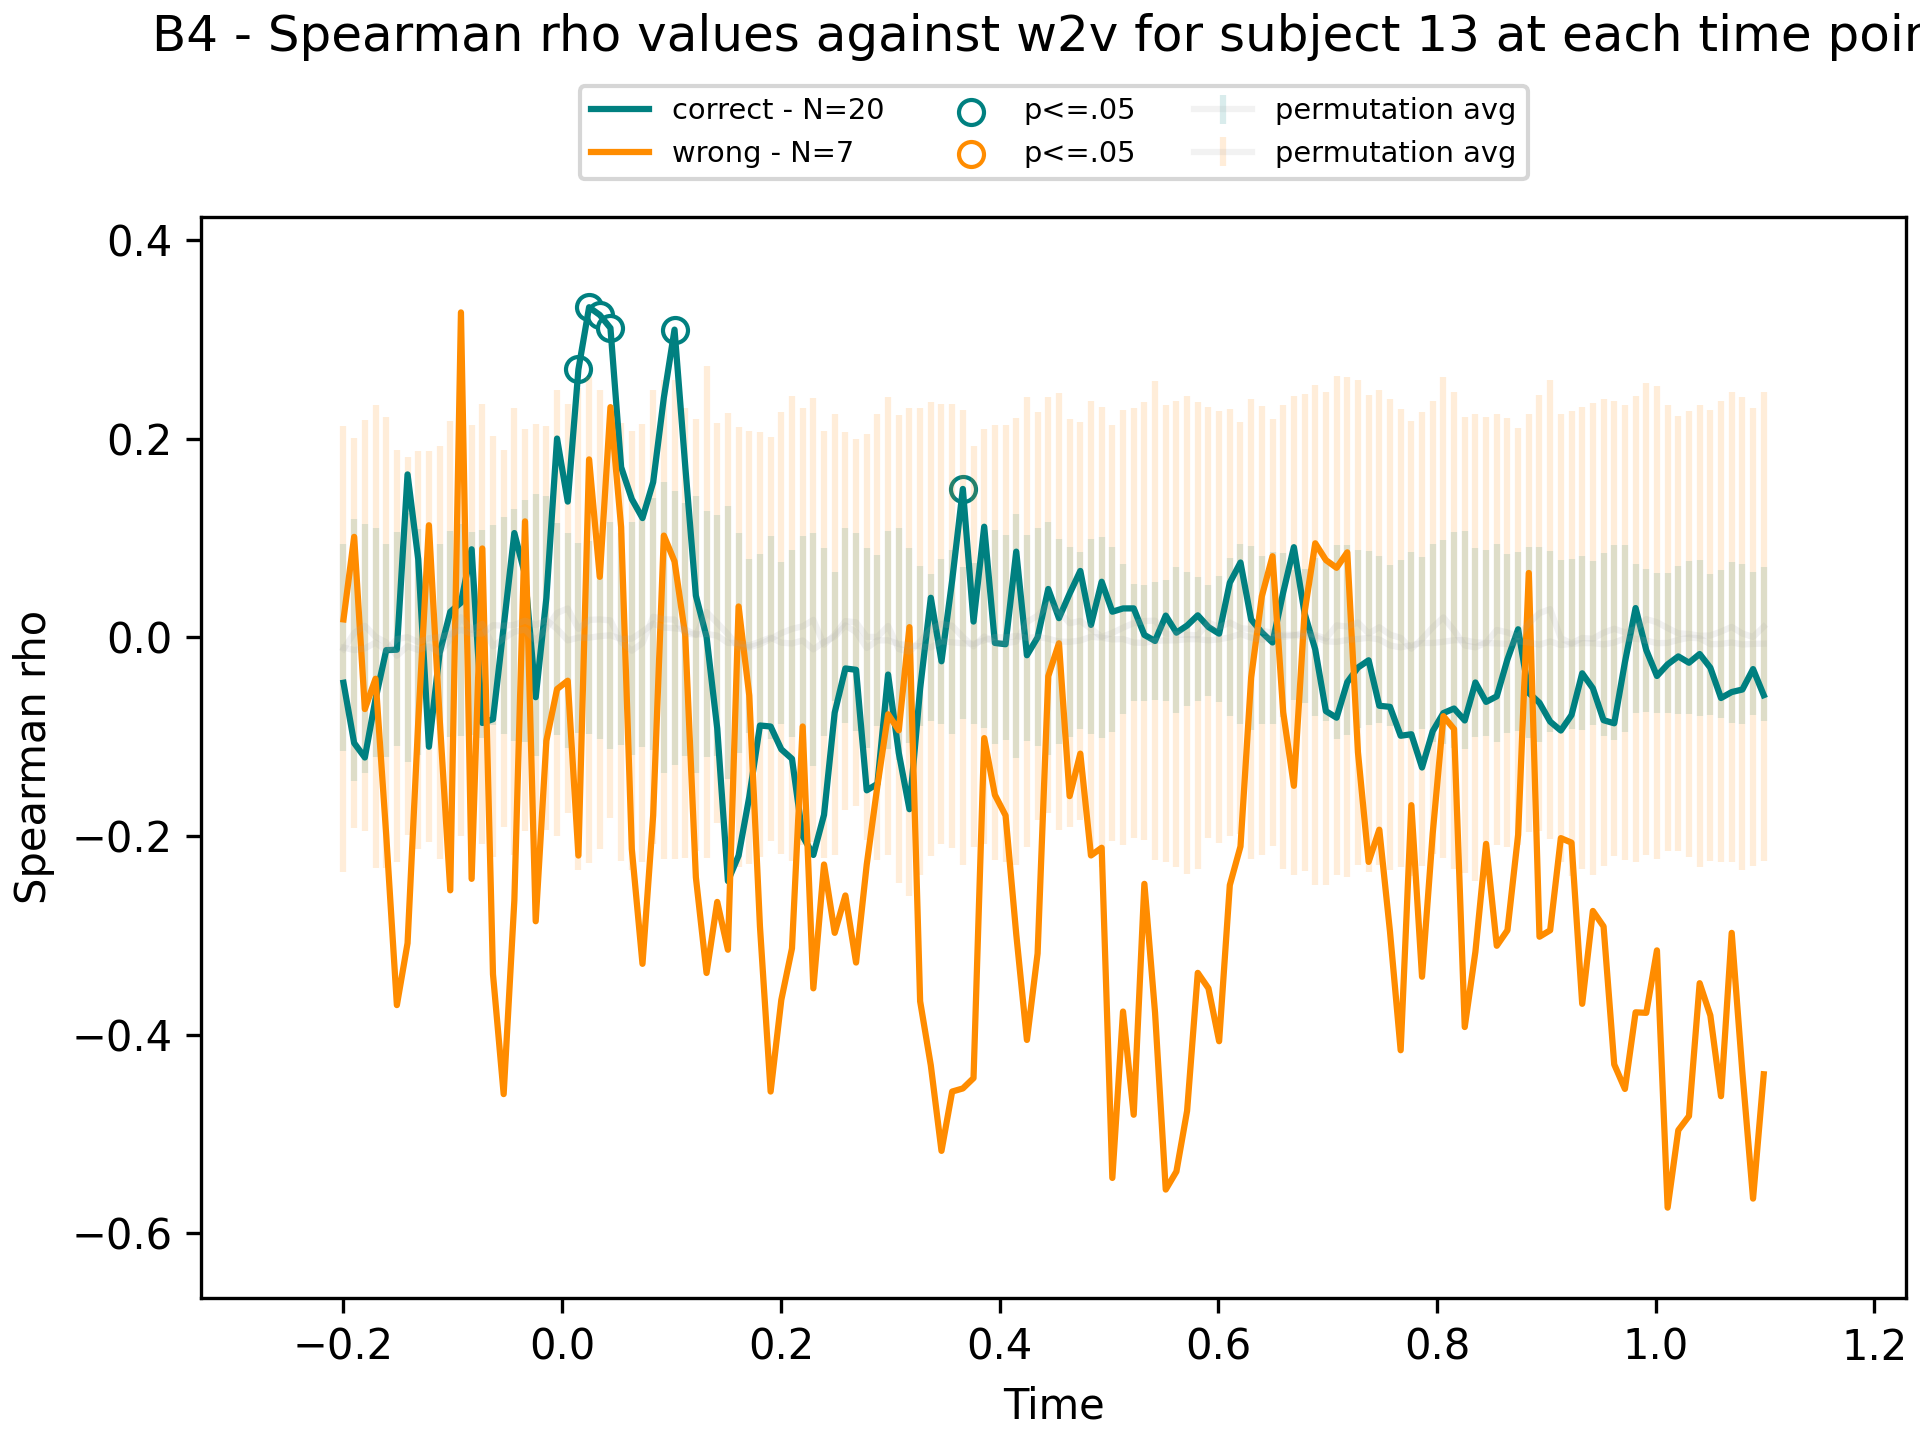 B4 - Spearman rho values against w2v for subject 13 at each time
correct - N=20
wrong - N=7
p<=.05
p<=.05
permutation avg
permutation avg
Spearman rho
0.4
0.2
0.0
−0.2
−0.4
−0.6
−0.2 0.0 0.2 0.4 0.6 0.8 1.0 1.2
Time